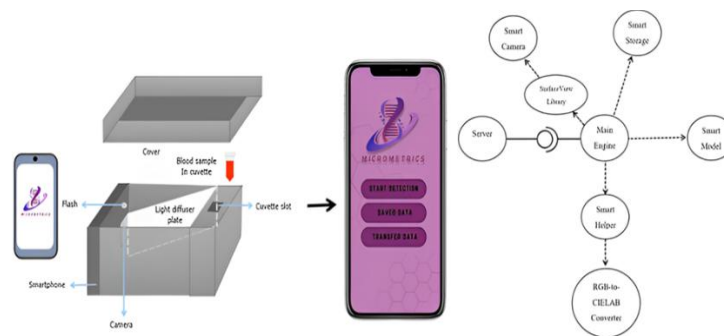 Cover
Blood sample
In cuvette
Flash
Light diffuser
plate
Cuvette slot
Smartphone
Camera
MICROMETRICS
START DETECTION
SAVED DATA
TRANSFER DATA
Smart
Camera
Smart
Storage
SurfaceView
Library
Server
Main
Engine
Smart
Model
Smart
Helper
RGB-to-
CIELAB
Converter